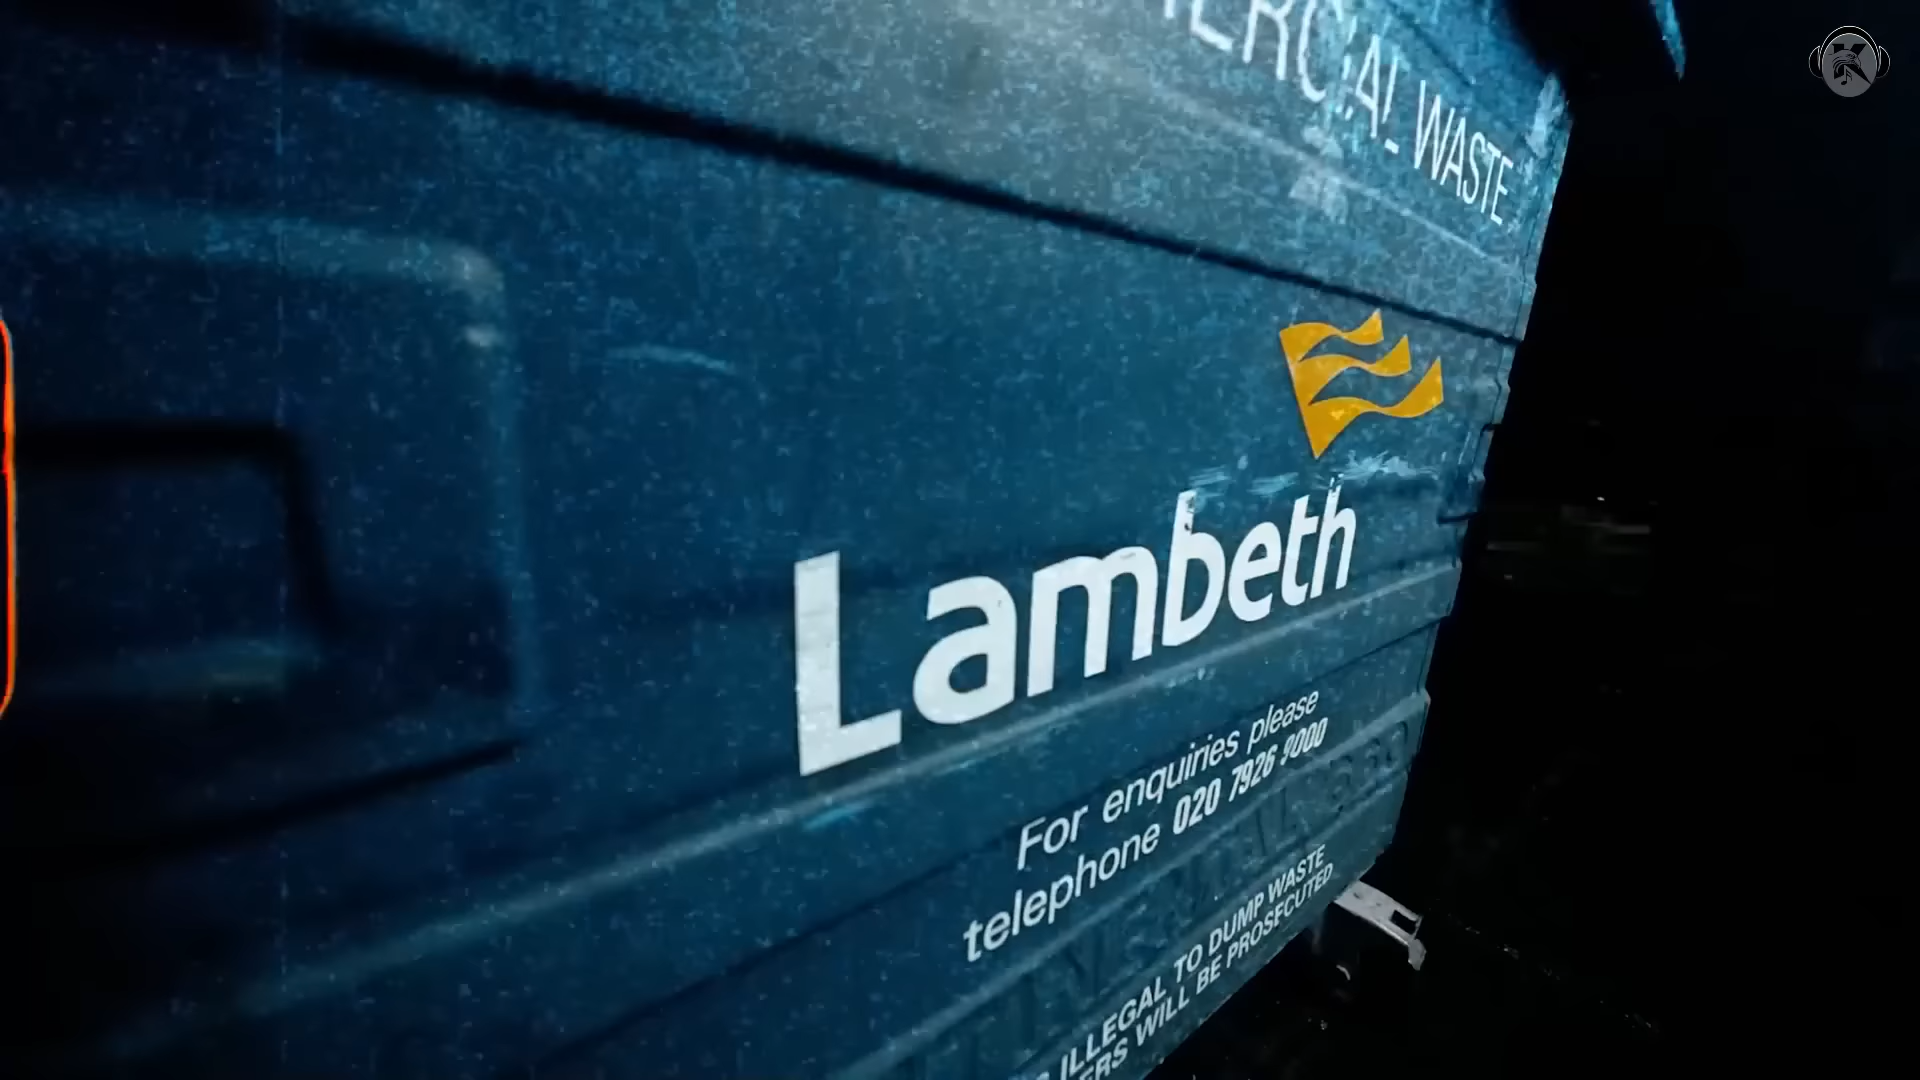 WASTE
Lambeth
For enquiries please
telephone 020 7926 9000
ILLEGAL TO DUMP WASTE
WILL BE PROSECUTED